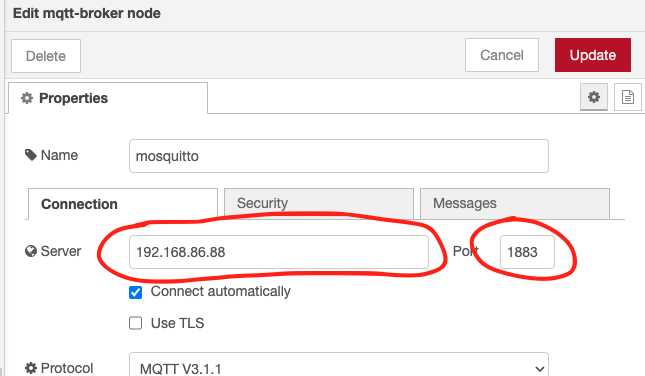 Edit mqtt-broker node
Delete Cancel Update
Properties
Name mosquitto
Connection Security Messages
Server 192.168.86.88 Port 1883
Connect automatically
Use TLS
Protocol MQTT V3.1.1